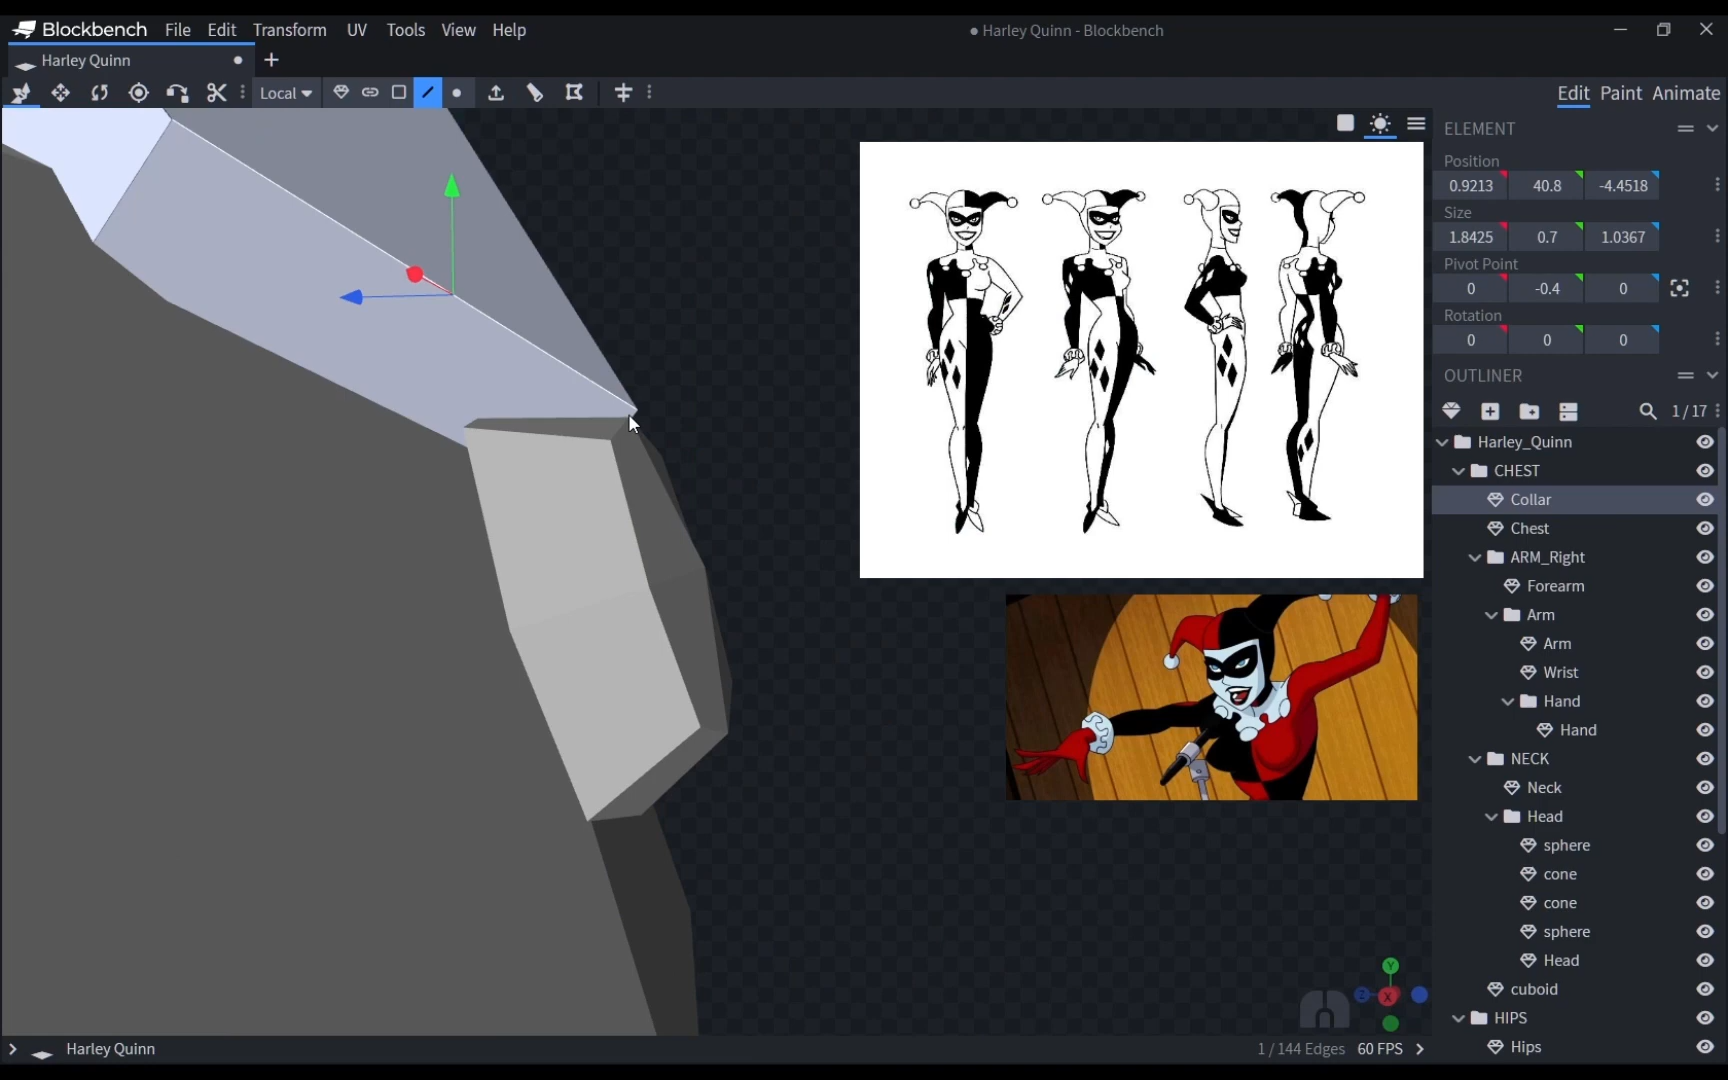 Blockbench File Edit Transform UV Tools View Help
Harley Quinn - Blockbench
Harley Quinn
Local
Edit Paint Animate
ELEMENT
Position
0.9213 40.8 -4.4518
Size
1.8425 0.7 1.0367
Pivot Point
0 -0.4 0
Rotation
0 0 0
OUTLINER
1 / 17
Harley_Quinn
CHEST
Collar
Chest
ARM_Right
Forearm
Arm
Arm
Wrist
Hand
Hand
NECK
Neck
Head
sphere
cone
cone
sphere
Head
cuboid
HIPS
Hips
Y
Z X
Harley Quinn
1 / 144 Edges 60 FPS